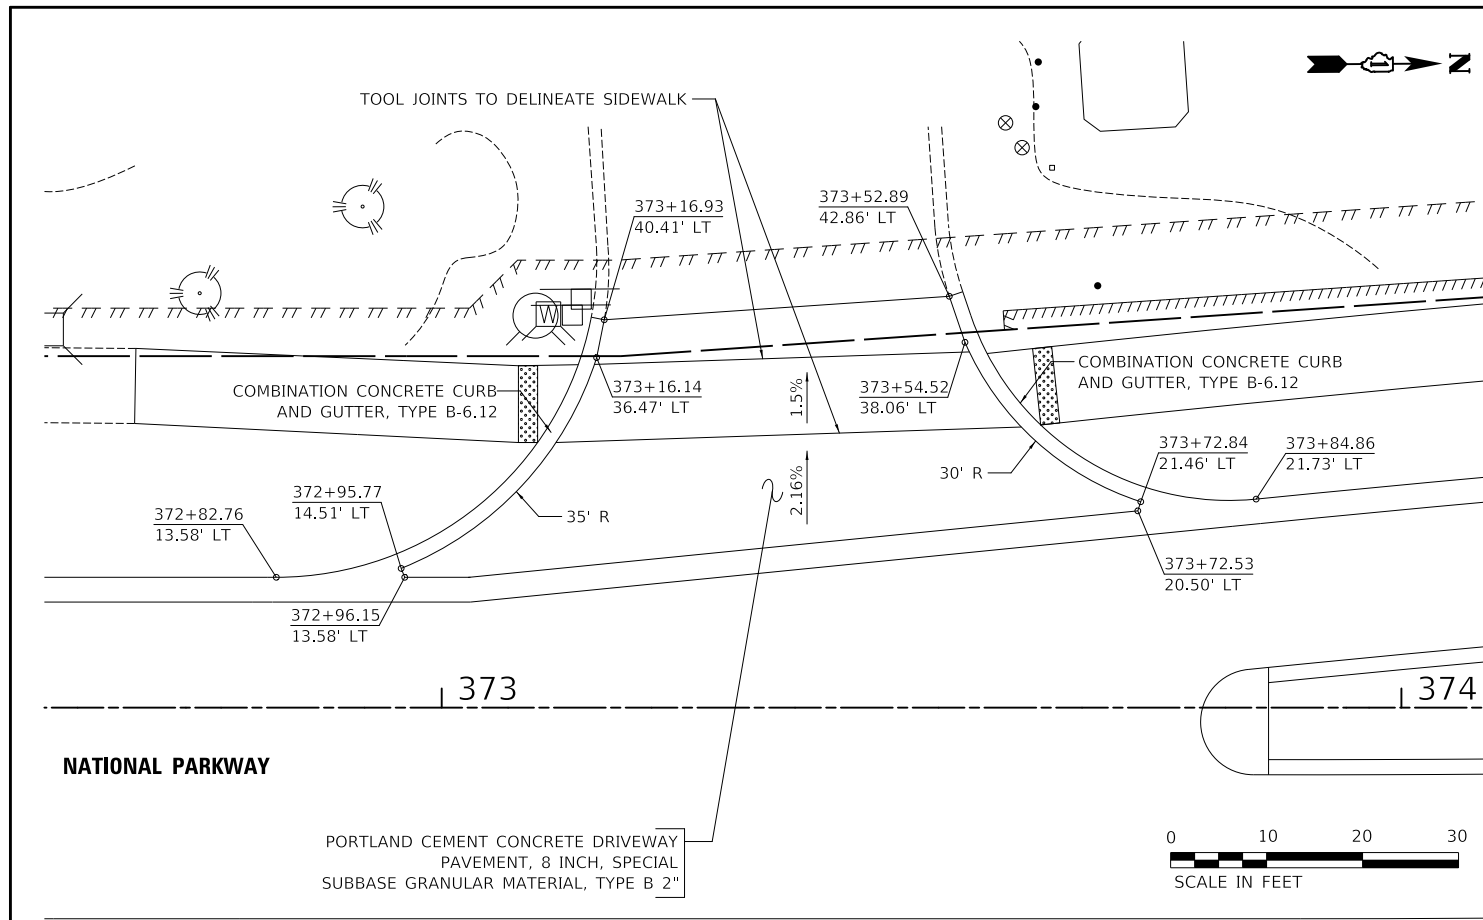 N
TOOL JOINTS TO DELINEATE SIDEWALK
373+16.93
40.41' LT
373+52.89
42.86' LT
W
COMBINATION CONCRETE CURB
AND GUTTER, TYPE B-6.12
373+16.14
36.47' LT
1.5%
373+54.52
38.06' LT
COMBINATION CONCRETE CURB
AND GUTTER, TYPE B-6.12
372+82.76
13.58' LT
372+95.77
14.51' LT
35' R
2.16%
30' R
373+72.84
21.46' LT
373+84.86
21.73' LT
372+96.15
13.58' LT
373+72.53
20.50' LT
373
374
NATIONAL PARKWAY
PORTLAND CEMENT CONCRETE DRIVEWAY
PAVEMENT, 8 INCH, SPECIAL
SUBBASE GRANULAR MATERIAL, TYPE B 2"
0 10 20 30
SCALE IN FEET